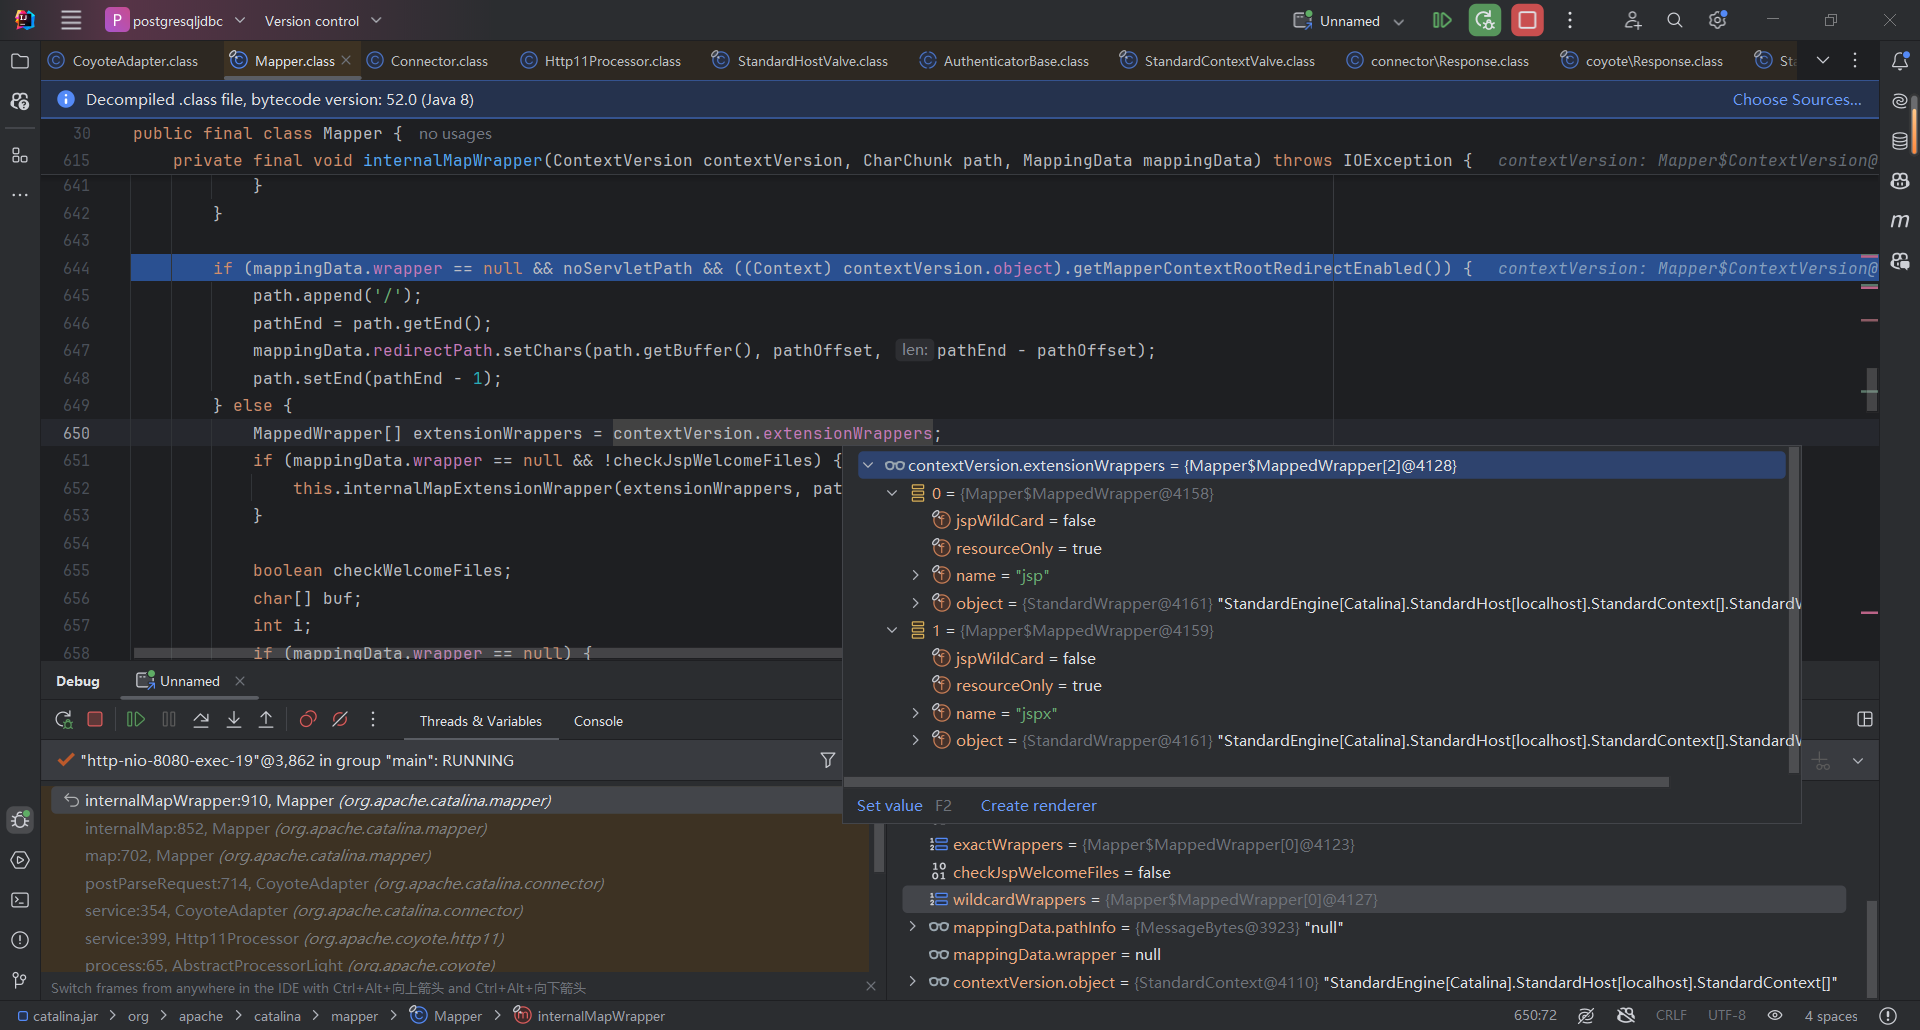 P postgresqljdbc Version control Unnamed
CoyoteAdapter.class Mapper.class Connector.class Http11Processor.class StandardHostValve.class AuthenticatorBase.class StandardContextValve.class connector\Response.class coyote\Response.class
Decompiled .class file, bytecode version: 52.0 (Java 8) Choose Sources...
30 public final class Mapper { no usages
615 private final void internalMapWrapper(ContextVersion contextVersion, CharChunk path, MappingData mappingData) throws IOException { contextVersion: Mapper$ContextVersion@
641 }
642 }
643
644 if (mappingData.wrapper == null && noServletPath && ((Context) contextVersion.object).getMapperContextRootRedirectEnabled()) { contextVersion: Mapper$ContextVersion@
645 path.append('/');
646 pathEnd = path.getEnd();
647 mappingData.redirectPath.setChars(path.getBuffer(), pathOffset, len: pathEnd - pathOffset);
648 path.setEnd(pathEnd - 1);
649 } else {
650 MappedWrapper[] extensionWrappers = contextVersion.extensionWrappers;
651 if (mappingData.wrapper == null && !checkJspWelcomeFiles) {
652 this.internalMapExtensionWrapper(extensionWrappers, pat
653 }
654
655 boolean checkWelcomeFiles;
656 char[] buf;
657 int i;
658 if (mappingData.wrapper == null) {
contextVersion.extensionWrappers = {Mapper$MappedWrapper[2]@4128}
0 = {Mapper$MappedWrapper@4158}
jspWildCard = false
resourceOnly = true
name = "jsp"
object = {StandardWrapper@4161} "StandardEngine[Catalina].StandardHost[localhost].StandardContext[].Standard
1 = {Mapper$MappedWrapper@4159}
jspWildCard = false
resourceOnly = true
name = "jspx"
object = {StandardWrapper@4161} "StandardEngine[Catalina].StandardHost[localhost].StandardContext[].Standard
Set value F2 Create renderer
Debug Unnamed
Threads & Variables Console
"http-nio-8080-exec-19"@3,862 in group "main": RUNNING
internalMapWrapper:910, Mapper (org.apache.catalina.mapper)
internalMap:852, Mapper (org.apache.catalina.mapper)
map:702, Mapper (org.apache.catalina.mapper)
postParseRequest:714, CoyoteAdapter (org.apache.catalina.connector)
service:354, CoyoteAdapter (org.apache.catalina.connector)
service:399, Http11Processor (org.apache.coyote.http11)
process:65, AbstractProcessorLight (org.apache.coyote)
Switch frames from anywhere in the IDE with Ctrl+Alt+向上箭头 and Ctrl+Alt+向下箭头
exactWrappers = {Mapper$MappedWrapper[0]@4123}
checkJspWelcomeFiles = false
wildcardWrappers = {Mapper$MappedWrapper[0]@4127}
mappingData.pathInfo = {MessageBytes@3923} "null"
mappingData.wrapper = null
contextVersion.object = {StandardContext@4110} "StandardEngine[Catalina].StandardHost[localhost].StandardContext[]"
catalina.jar org apache catalina mapper Mapper internalMapWrapper 650:72 CRLF UTF-8 4 spaces